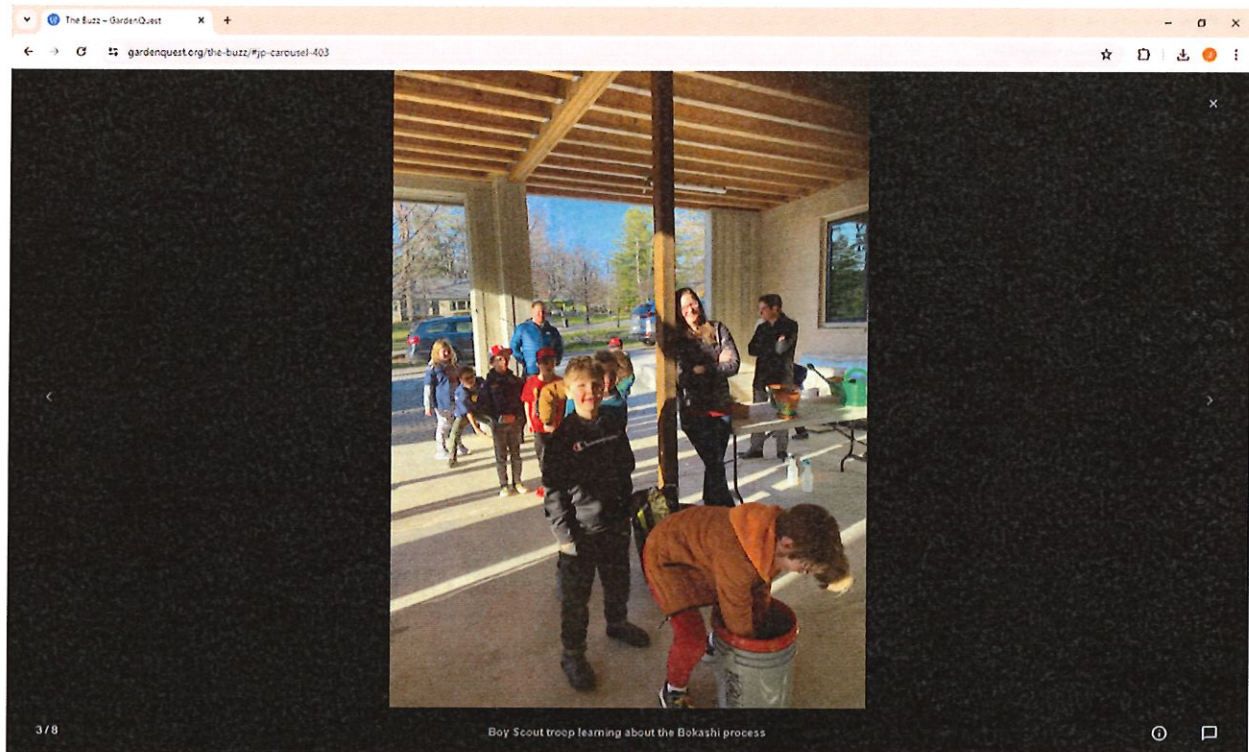 The Buzz – GardenQuest
gardenquest.org/the-buzz/#jp-carousel-403
Champion
3 / 8
Boy Scout troop learning about the Bokashi process